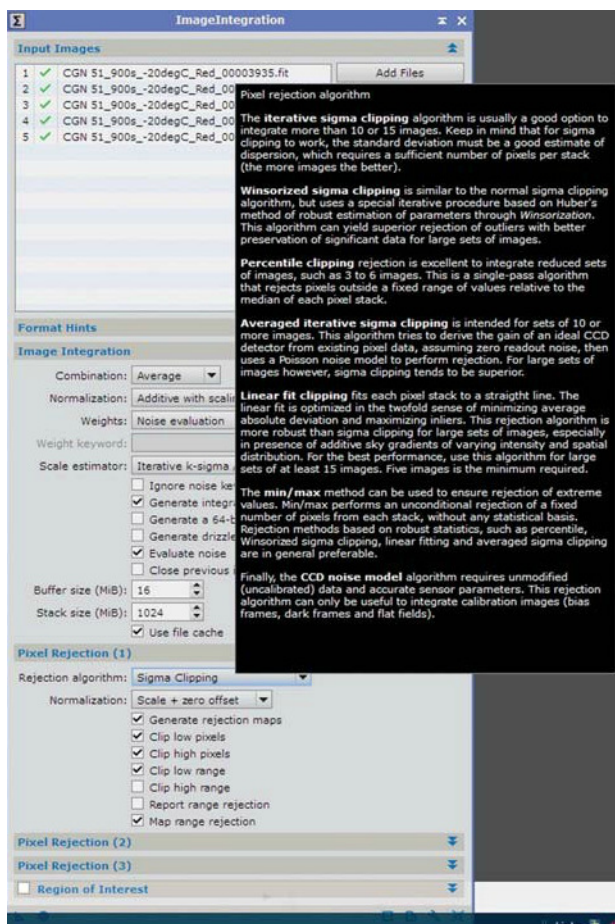 ImageIntegration
Input Images
1 CGN 51_900s_-20degC_Red_00003935.fit
Add Files
2 CGN 51_900s_-20degC_Red_00
3 CGN 51_900s_-20degC_Red_00
4 CGN 51_900s_-20degC_Red_00
5 CGN 51_900s_-20degC_Red_00
Pixel rejection algorithm
The iterative sigma clipping algorithm is usually a good option to
integrate more than 10 or 15 images. Keep in mind that for sigma
clipping to work, the standard deviation must be a good estimate of
dispersion, which requires a sufficient number of pixels per stack
(the more images the better).
Winsorized sigma clipping is similar to the normal sigma clipping
algorithm, but uses a special iterative procedure based on Huber's
method of robust estimation of parameters through Winsorization.
This algorithm can yield superior rejection of outliers with better
preservation of significant data for large sets of images.
Percentile clipping rejection is excellent to integrate reduced sets
of images, such as 3 to 6 images. This is a single-pass algorithm
that rejects pixels outside a fixed range of values relative to the
median of each pixel stack.
Averaged iterative sigma clipping is intended for sets of 10 or
more images. This algorithm tries to derive the gain of an ideal CCD
detector from existing pixel data, assuming zero readout noise, then
uses a Poisson noise model to perform rejection. For large sets of
images however, sigma clipping tends to be superior.
Linear fit clipping fits each pixel stack to a straigtht line. The
linear fit is optimized in the twofold sense of minimizing average
absolute deviation and maximizing inliers. This rejection algorithm is
more robust than sigma clipping for large sets of images, especially
in presence of additive sky gradients of varying intensity and spatial
distribution. For the best performance, use this algorithm for large
sets of at least 15 images. Five images is the minimum required.
The min/max method can be used to ensure rejection of extreme
values. Min/max performs an unconditional rejection of a fixed
number of pixels from each stack, without any statistical basis.
Rejection methods based on robust statistics, such as percentile,
Winsorized sigma clipping, linear fitting and averaged sigma clipping
are in general preferable.
Finally, the CCD noise model algorithm requires unmodified
(uncalibrated) data and accurate sensor parameters. This rejection
algorithm can only be useful to integrate calibration images (bias
frames, dark frames and flat fields).
Format Hints
Image Integration
Combination: Average
Normalization: Additive with scalin
Weights: Noise evaluation
Weight keyword:
Scale estimator: Iterative k-sigma
Ignore noise key
Generate integr
Generate a 64-b
Generate drizzle
Evaluate noise
Close previous
Buffer size (MiB): 16
Stack size (MiB): 1024
Use file cache
Pixel Rejection (1)
Rejection algorithm: Sigma Clipping
Normalization: Scale + zero offset
Generate rejection maps
Clip low pixels
Clip high pixels
Clip low range
Clip high range
Report range rejection
Map range rejection
Pixel Rejection (2)
Pixel Rejection (3)
Region of Interest